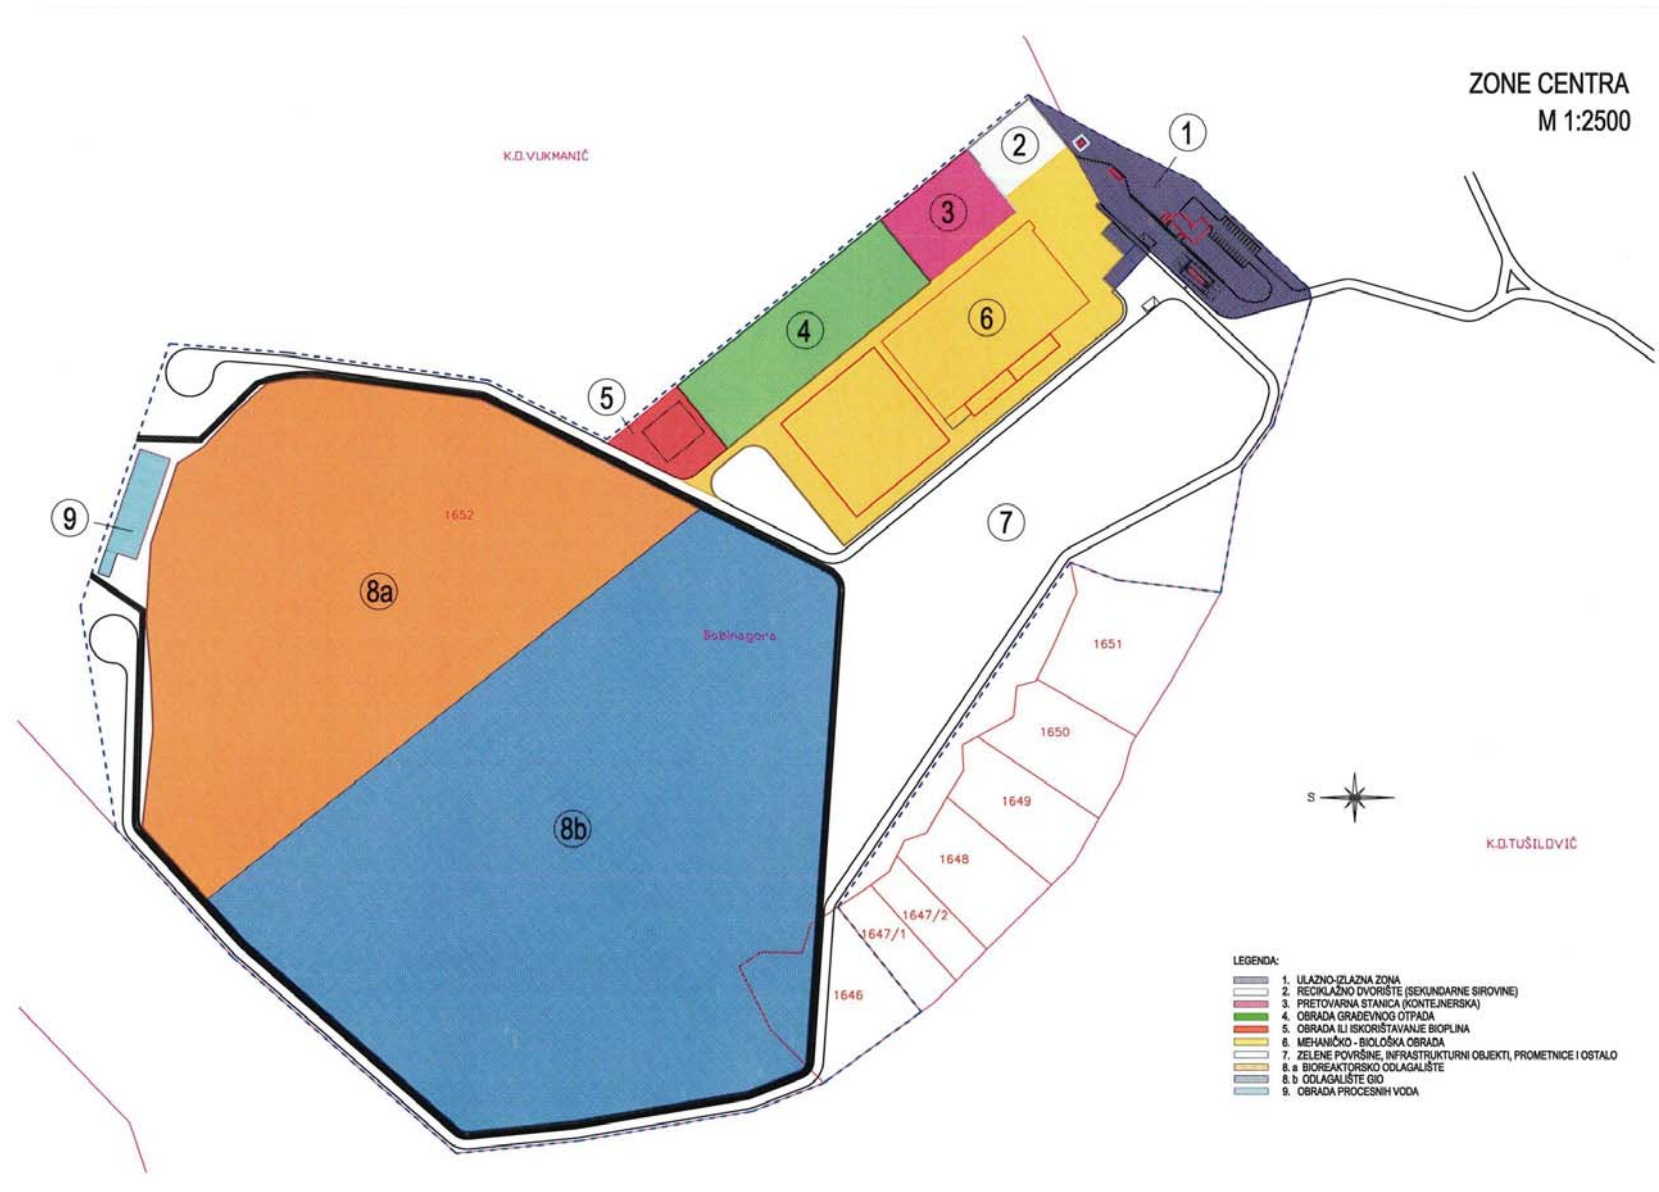 ZONE CENTRA
M 1:2500
K.O.VUKMANIĆ
1
2
3
4
5
6
7
8a
8b
9
1652
Babinagora
1651
1650
1649
1648
1647/2
1647/1
1646
S
K.O.TUŠILOVIĆ
LEGENDA:
1. ULAZNO-IZLAZNA ZONA
2. RECIKLAŽNO DVORIŠTE (SEKUNDARNE SIROVINE)
3. PRETOVARNA STANICA (KONTEJNERSKA)
4. OBRADA GRAĐEVNOG OTPADA
5. OBRADA ILI ISKORIŠTAVANJE BIOPLINA
6. MEHANIČKO - BIOLOŠKA OBRADA
7. ZELENE POVRŠINE, INFRASTRUKTURNI OBJEKTI, PROMETNICE I OSTALO
8. a BIOREAKTORSKO ODLAGALIŠTE
8. b ODLAGALIŠTE GIO
9. OBRADA PROCESNIH VODA